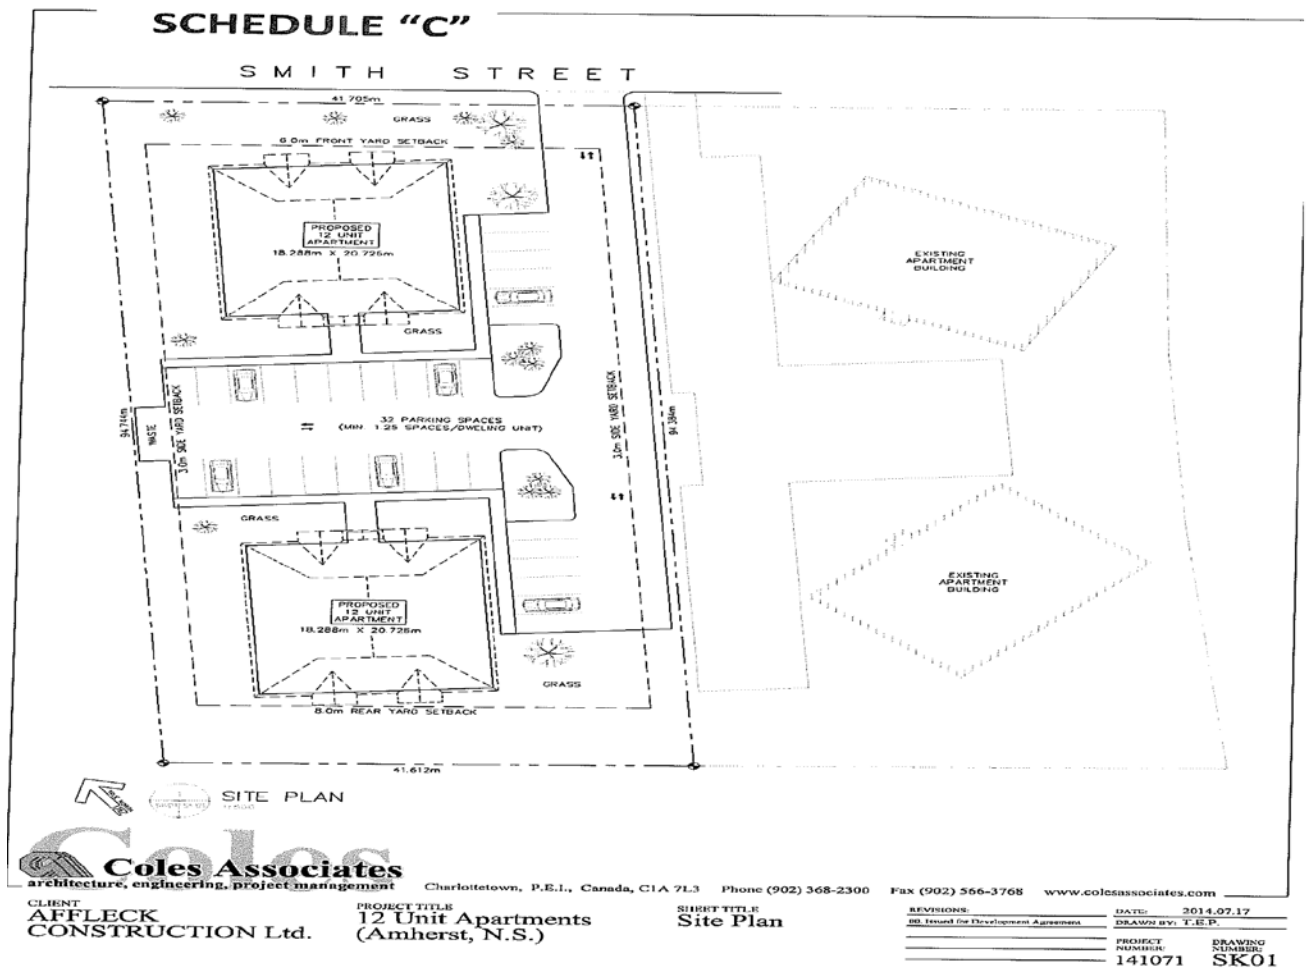 SCHEDULE “C”
SMITH STREET
41.705m
GRASS
6.0m FRONT YARD SETBACK
PROPOSED
12 UNIT
APARTMENT
18.288m X 20.726m
EXISTING
APARTMENT
BUILDING
GRASS
94.744m
WASTE
3.0m SIDE YARD SETBACK
32 PARKING SPACES
(MIN. 1.25 SPACES/DWELING UNIT)
3.0m SIDE YARD SETBACK
94.384m
GRASS
PROPOSED
12 UNIT
APARTMENT
18.288m X 20.726m
EXISTING
APARTMENT
BUILDING
GRASS
8.0m REAR YARD SETBACK
41.612m
SITE PLAN
Coles
Coles Associates
architecture, engineering, project management
Charlottetown, P.E.I., Canada, C1A 7L3 Phone (902) 368-2300 Fax (902) 566-3768 www.colesassociates.com
CLIENT
AFFLECK
CONSTRUCTION Ltd.
PROJECT TITLE
12 Unit Apartments
(Amherst, N.S.)
SHEET TITLE
Site Plan
REVISIONS:
00. Issued for Development Agreement
DATE: 2014.07.17
DRAWN BY: T.E.P.
PROJECT
NUMBER:
141071
DRAWING
NUMBER:
SK01